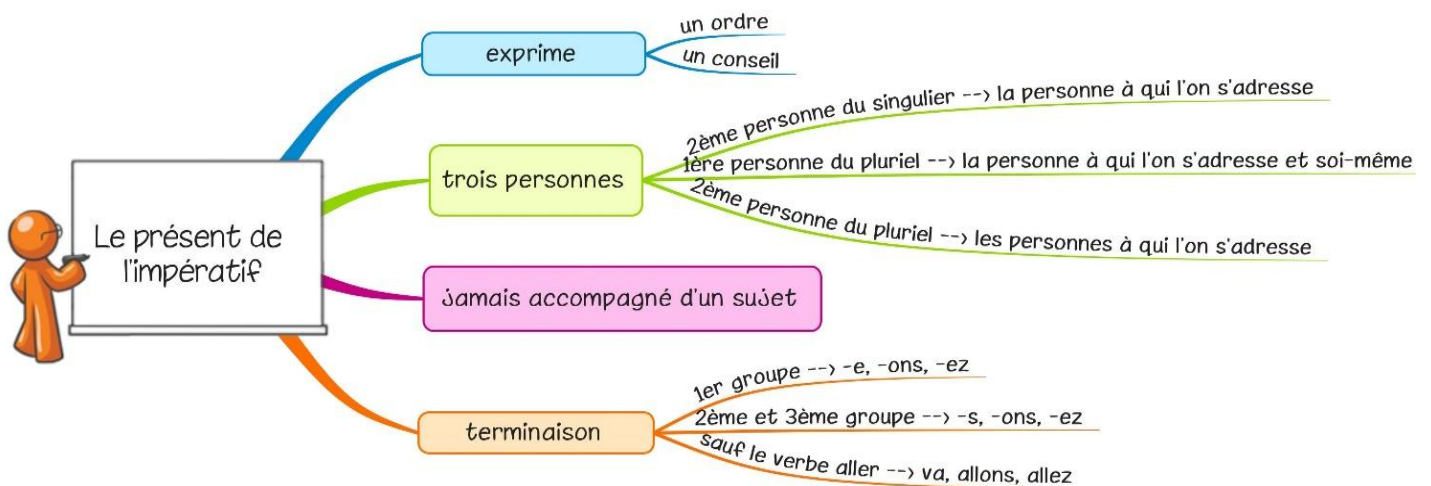 Le présent de
l'impératif
exprime
un ordre
un conseil
trois personnes
2ème personne du singulier --> la personne à qui l'on s'adresse
1ère personne du pluriel --> la personne à qui l'on s'adresse et soi-même
2ème personne du pluriel --> les personnes à qui l'on s'adresse
jamais accompagné d'un sujet
terminaison
1er groupe --> -e, -ons, -ez
2ème et 3ème groupe --> -s, -ons, -ez
sauf le verbe aller --> va, allons, allez